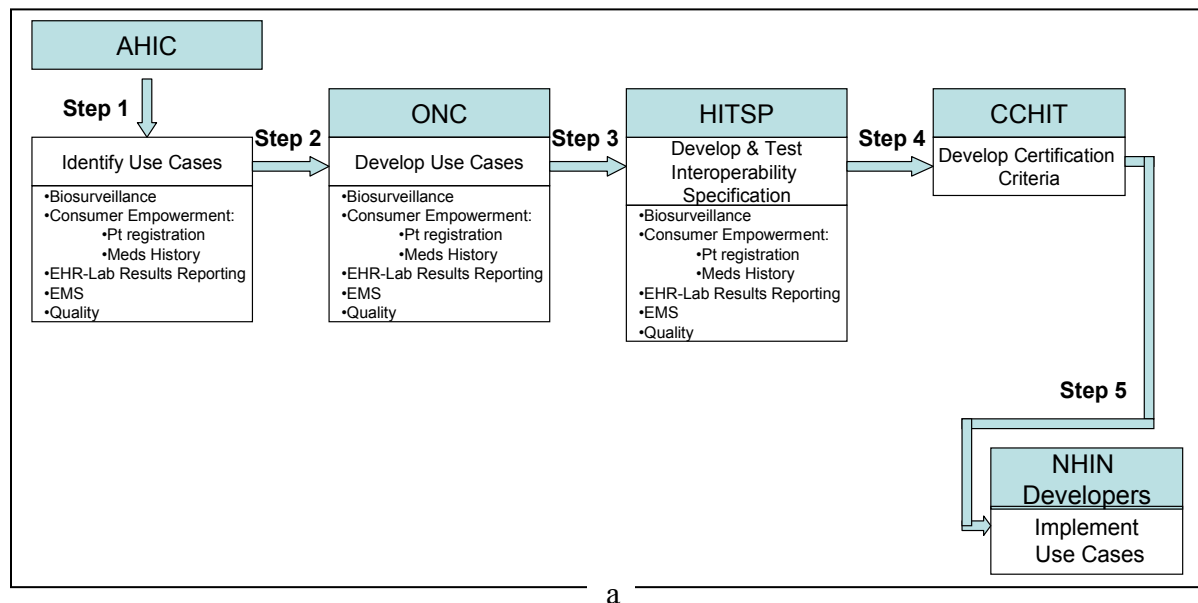 AHIC
Step 1
Identify Use Cases
•Biosurveillance
•Consumer Empowerment:
•Pt registration
•Meds History
•EHR-Lab Results Reporting
•EMS
•Quality
Step 2
ONC
Develop Use Cases
•Biosurveillance
•Consumer Empowerment:
•Pt registration
•Meds History
•EHR-Lab Results Reporting
•EMS
•Quality
Step 3
HITSP
Develop & Test
Interoperability
Specification
•Biosurveillance
•Consumer Empowerment:
•Pt registration
•Meds History
•EHR-Lab Results Reporting
•EMS
•Quality
Step 4
CCHIT
Develop Certification
Criteria
Step 5
NHIN
Developers
Implement
Use Cases
a